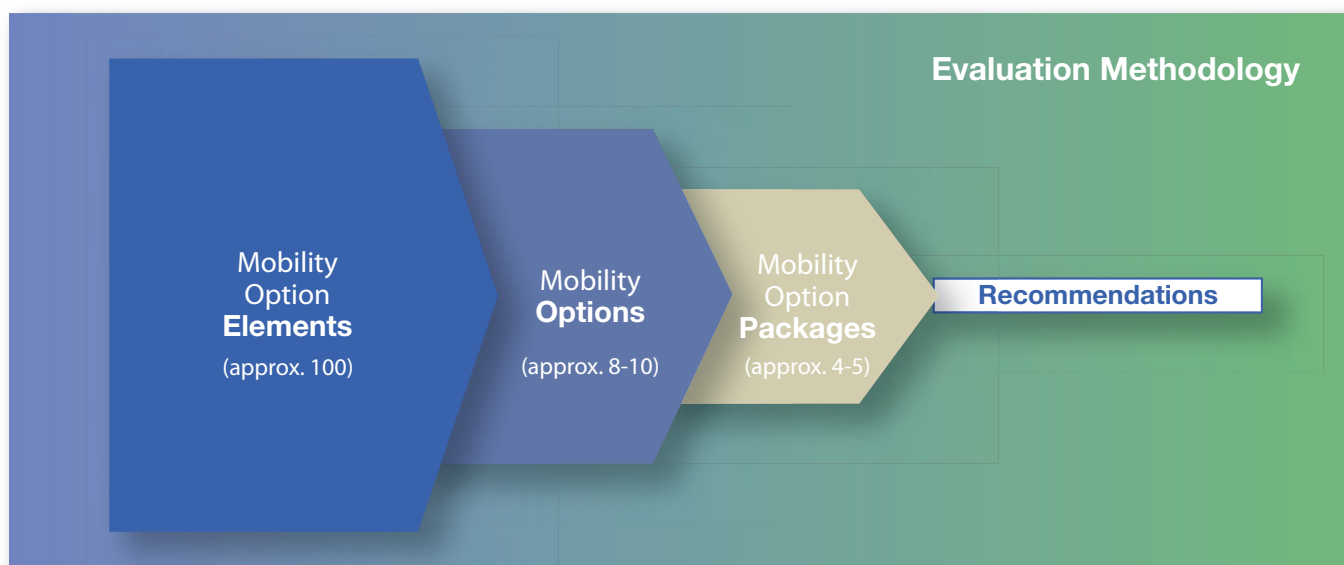 Evaluation Methodology
Mobility
Option
Elements
(approx. 100)
Mobility
Options
(approx. 8-10)
Mobility
Option
Packages
(approx. 4-5)
Recommendations